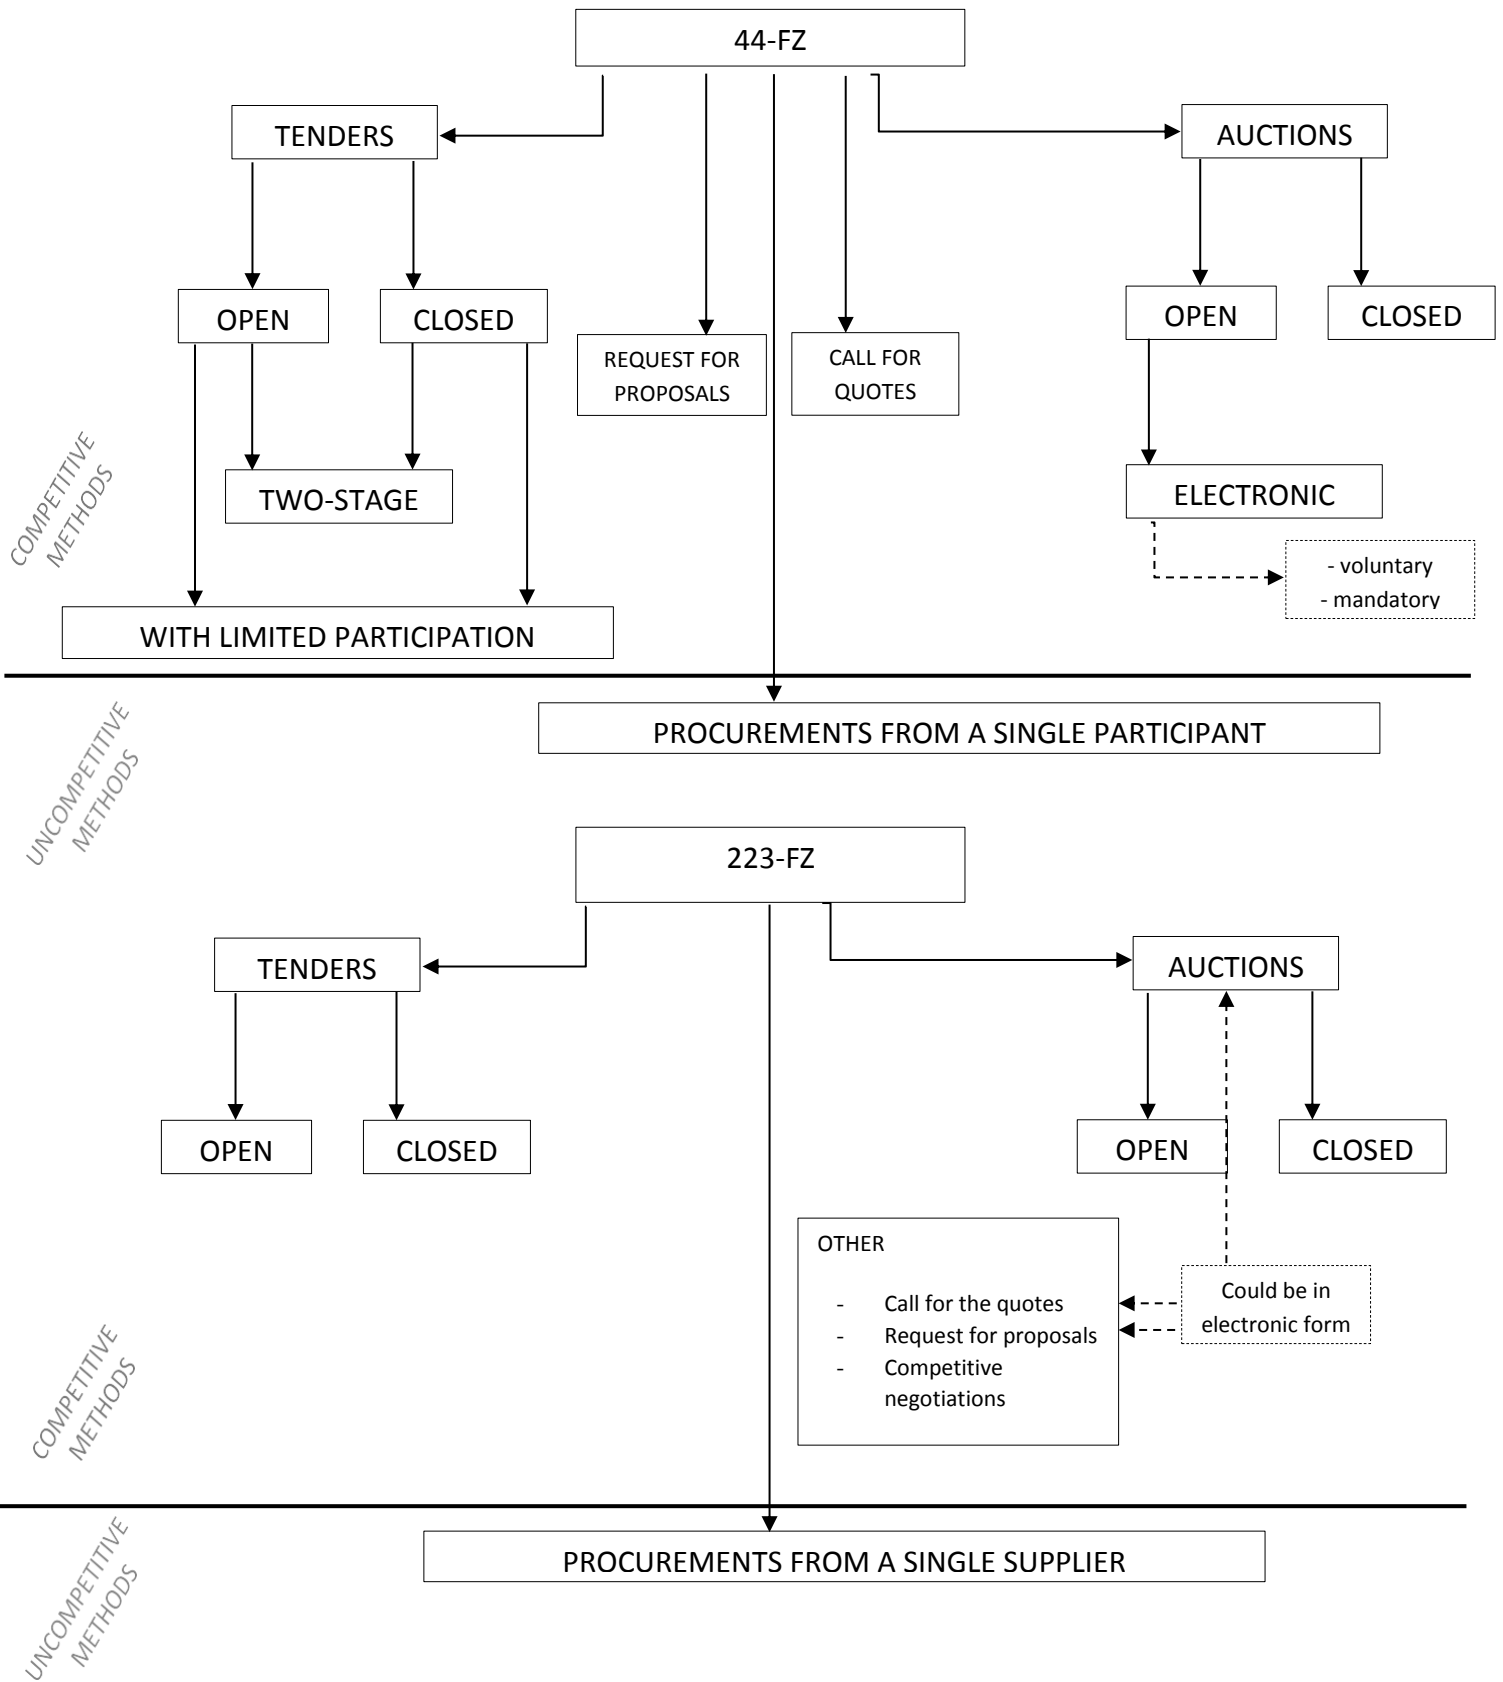 44-FZ
TENDERS
AUCTIONS
OPEN
CLOSED
OPEN
CLOSED
REQUEST FOR
PROPOSALS
CALL FOR
QUOTES
COMPETITIVE
METHODS
TWO-STAGE
ELECTRONIC
- voluntary
- mandatory
WITH LIMITED PARTICIPATION
UNCOMPETITIVE
METHODS
PROCUREMENTS FROM A SINGLE PARTICIPANT
223-FZ
TENDERS
AUCTIONS
OPEN
CLOSED
OPEN
CLOSED
OTHER
- Call for the quotes
- Request for proposals
- Competitive
negotiations
Could be in
electronic form
COMPETITIVE
METHODS
UNCOMPETITIVE
METHODS
PROCUREMENTS FROM A SINGLE SUPPLIER